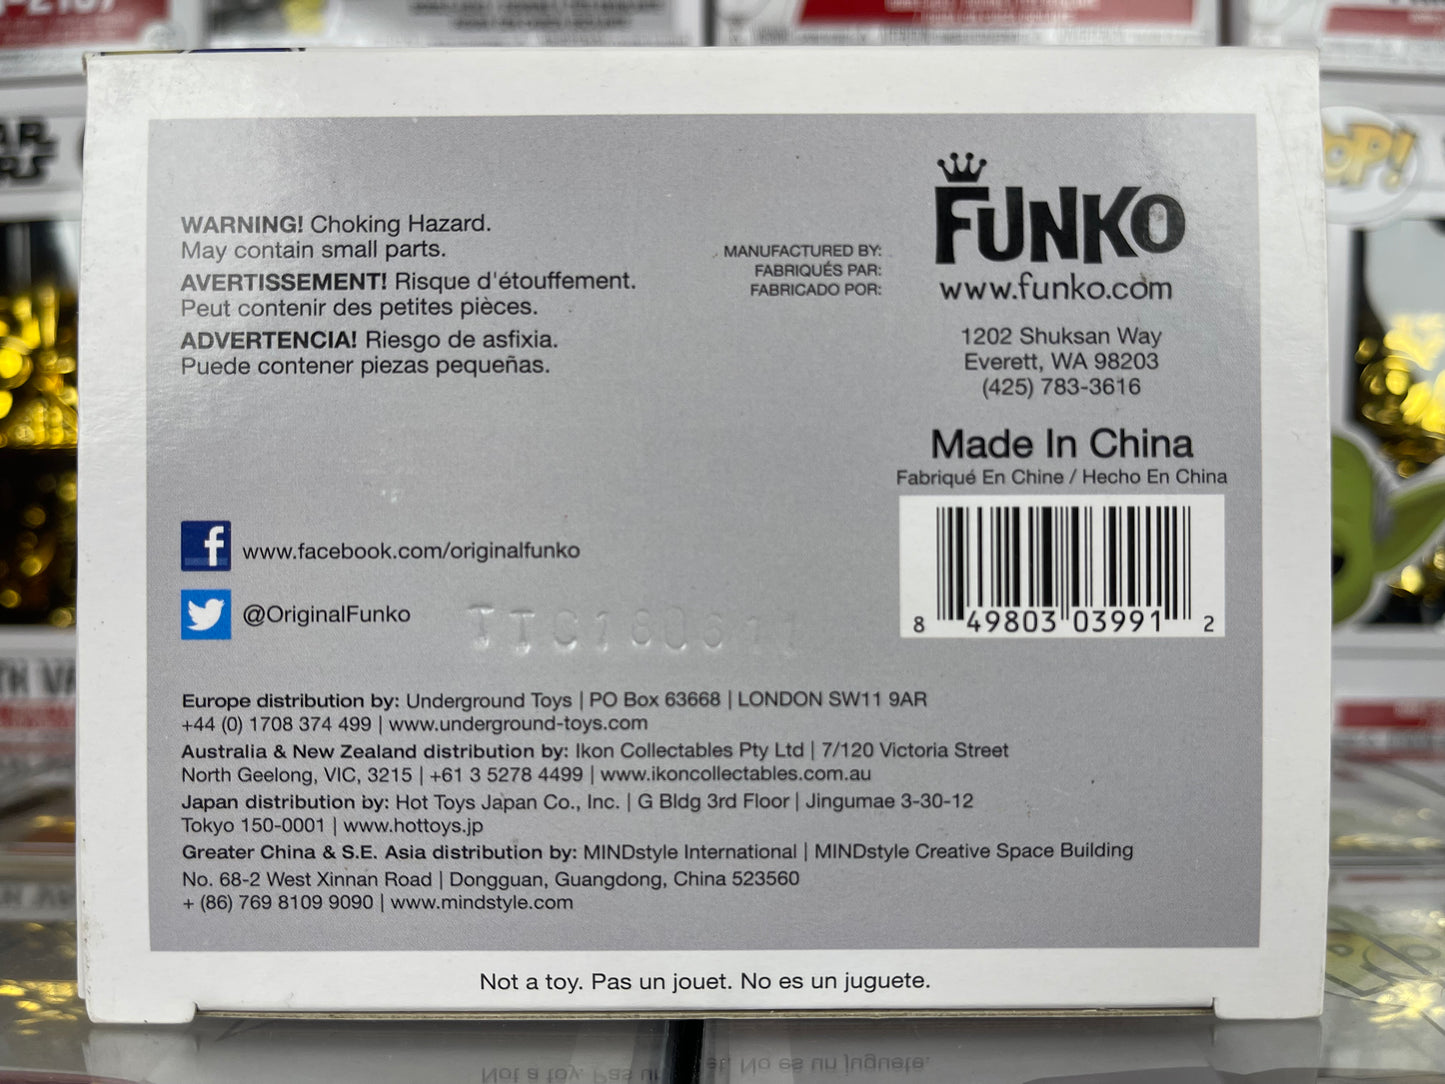 WARNING! Choking Hazard.
May contain small parts.
AVERTISSEMENT! Risque d'étouffement.
Peut contenir des petites pièces.
ADVERTENCIA! Riesgo de asfixia.
Puede contener piezas pequeñas.
MANUFACTURED BY:
FABRIQUÉS PAR:
FABRICADO POR:
FUNKO
www.funko.com
1202 Shuksan Way
Everett, WA 98203
(425) 783-3616
Made In China
Fabriqué En Chine / Hecho En China
8 49803 03991 2
f www.facebook.com/originalfunko
@OriginalFunko
Europe distribution by: Underground Toys | PO Box 63668 | LONDON SW11 9AR
+44 (0) 1708 374 499 | www.underground-toys.com
Australia & New Zealand distribution by: Ikon Collectables Pty Ltd | 7/120 Victoria Street
North Geelong, VIC, 3215 | +61 3 5278 4499 | www.ikoncollectables.com.au
Japan distribution by: Hot Toys Japan Co., Inc. | G Bldg 3rd Floor | Jingumae 3-30-12
Tokyo 150-0001 | www.hottoys.jp
Greater China & S.E. Asia distribution by: MINDstyle International | MINDstyle Creative Space Building
No. 68-2 West Xinnan Road | Dongguan, Guangdong, China 523560
+ (86) 769 8109 9090 | www.mindstyle.com
Not a toy. Pas un jouet. No es un juguete.
POP!